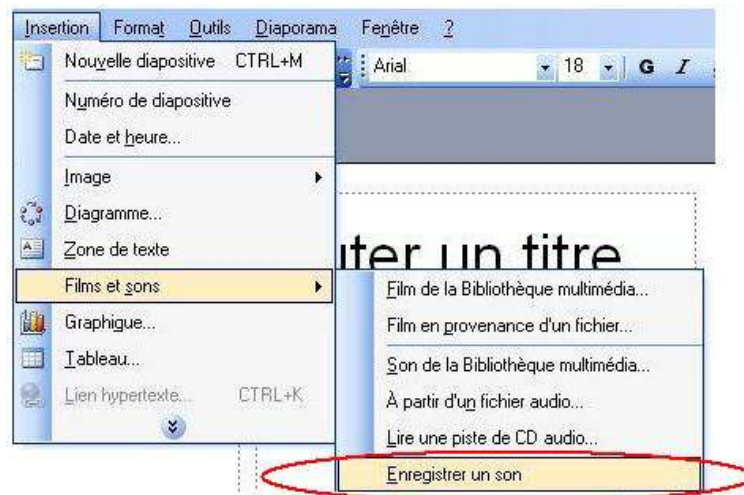 Insertion Format Outils Diaporama Fenêtre ?
Nouvelle diapositive CTRL+M
Arial 18 G I
Numéro de diapositive
Date et heure...
Image
Diagramme...
Zone de texte
uter un titre
Films et sons
Film de la Bibliothèque multimédia...
Graphigue...
Film en provenance d'un fichier...
Tableau...
Son de la Bibliothèque multimédia...
Lien hypertexte... CTRL+K
À partir d'un fichier audio...
Lire une piste de CD audio...
Enregistrer un son